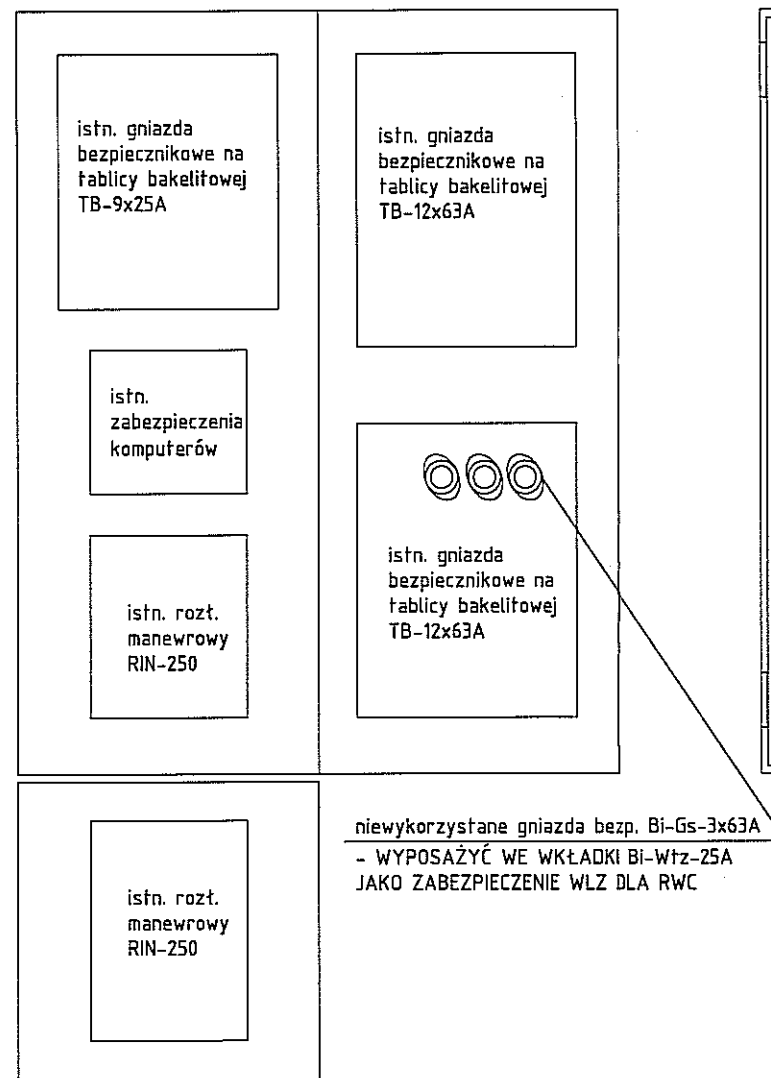 istn. gniazda
bezpiecznikowe na
tablicy bakelitowej
TB-9x25A
istn. gniazda
bezpiecznikowe na
tablicy bakelitowej
TB-12x63A
istn.
zabezpieczenia
komputerów
istn. gniazda
bezpiecznikowe na
tablicy bakelitowej
TB-12x63A
istn. rozł.
manewrowy
RIN-250
niewykorzystane gniazda bezp. Bi-Gs-3x63A
- WYPOSAŻYĆ WE WKŁADKI Bi-Wtz-25A
JAKO ZABEZPIECZENIE WLZ DLA RWC
istn. rozł.
manewrowy
RIN-250